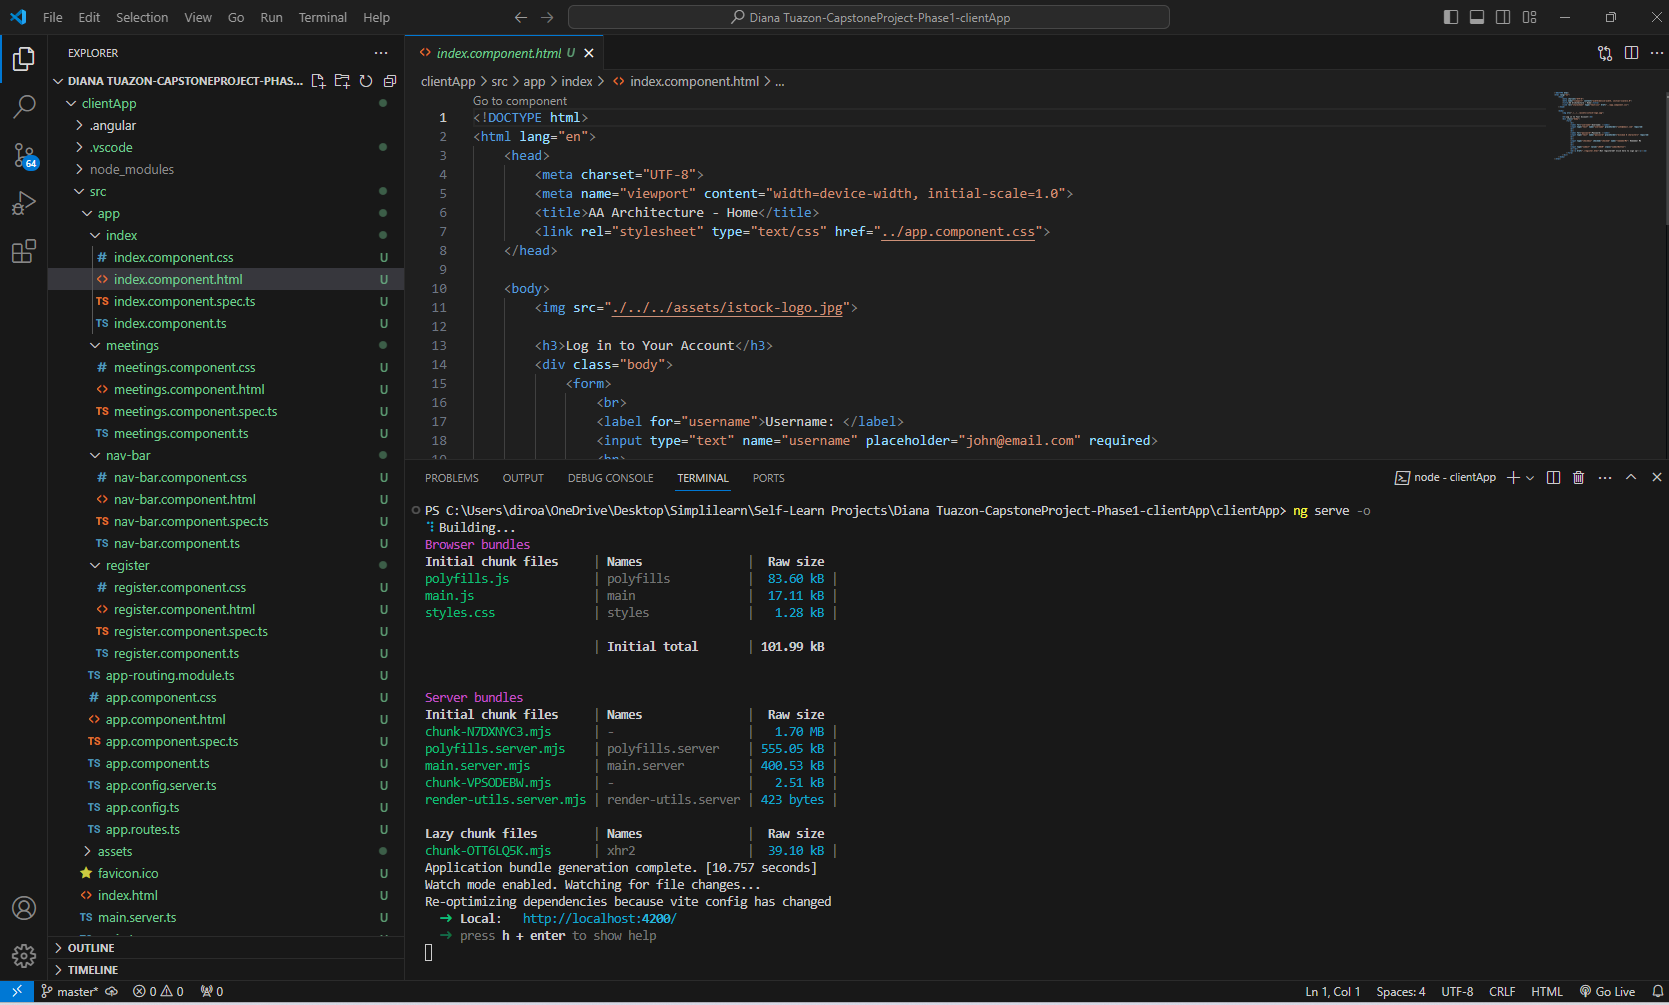 File Edit Selection View Go Run Terminal Help
Diana Tuazon-CapstoneProject-Phase1-clientApp
EXPLORER
DIANA TUAZON-CAPSTONEPROJECT-PHAS...
clientApp
.angular
.vscode
node_modules
src
app
index
index.component.css U
index.component.html U
index.component.spec.ts U
index.component.ts U
meetings
meetings.component.css U
meetings.component.html U
meetings.component.spec.ts U
meetings.component.ts U
nav-bar
nav-bar.component.css U
nav-bar.component.html U
nav-bar.component.spec.ts U
nav-bar.component.ts U
register
register.component.css U
register.component.html U
register.component.spec.ts U
register.component.ts U
app-routing.module.ts U
app.component.css U
app.component.html U
app.component.spec.ts U
app.component.ts U
app.config.server.ts U
app.config.ts U
app.routes.ts U
assets
favicon.ico U
index.html U
main.server.ts U
OUTLINE
TIMELINE
64
index.component.html U
clientApp > src > app > index > index.component.html > ...
Go to component
1 <!DOCTYPE html>
2 <html lang="en">
3 <head>
4 <meta charset="UTF-8">
5 <meta name="viewport" content="width=device-width, initial-scale=1.0">
6 <title>AA Architecture - Home</title>
7 <link rel="stylesheet" type="text/css" href="../app.component.css">
8 </head>
9
10 <body>
11 <img src="./../../assets/istock-logo.jpg">
12
13 <h3>Log in to Your Account</h3>
14 <div class="body">
15 <form>
16 <br>
17 <label for="username">Username: </label>
18 <input type="text" name="username" placeholder="john@email.com" required>
19 <br>
PROBLEMS OUTPUT DEBUG CONSOLE TERMINAL PORTS
node - clientApp
PS C:\Users\diroa\OneDrive\Desktop\Simplilearn\Self-Learn Projects\Diana Tuazon-CapstoneProject-Phase1-clientApp\clientApp> ng serve -o
Building...
Browser bundles
Initial chunk files | Names | Raw size
polyfills.js | polyfills | 83.60 kB |
main.js | main | 17.11 kB |
styles.css | styles | 1.28 kB |
| Initial total | 101.99 kB
Server bundles
Initial chunk files | Names | Raw size
chunk-N7DXNYC3.mjs | - | 1.70 MB |
polyfills.server.mjs | polyfills.server | 555.05 kB |
main.server.mjs | main.server | 400.53 kB |
chunk-VPSODEBW.mjs | - | 2.51 kB |
render-utils.server.mjs | render-utils.server | 423 bytes |
Lazy chunk files | Names | Raw size
chunk-OTT6LQ5K.mjs | xhr2 | 39.10 kB |
Application bundle generation complete. [10.757 seconds]
Watch mode enabled. Watching for file changes...
Re-optimizing dependencies because vite config has changed
➜ Local: http://localhost:4200/
➜ press h + enter to show help
master* 0 0 0
Ln 1, Col 1 Spaces: 4 UTF-8 CRLF HTML Go Live